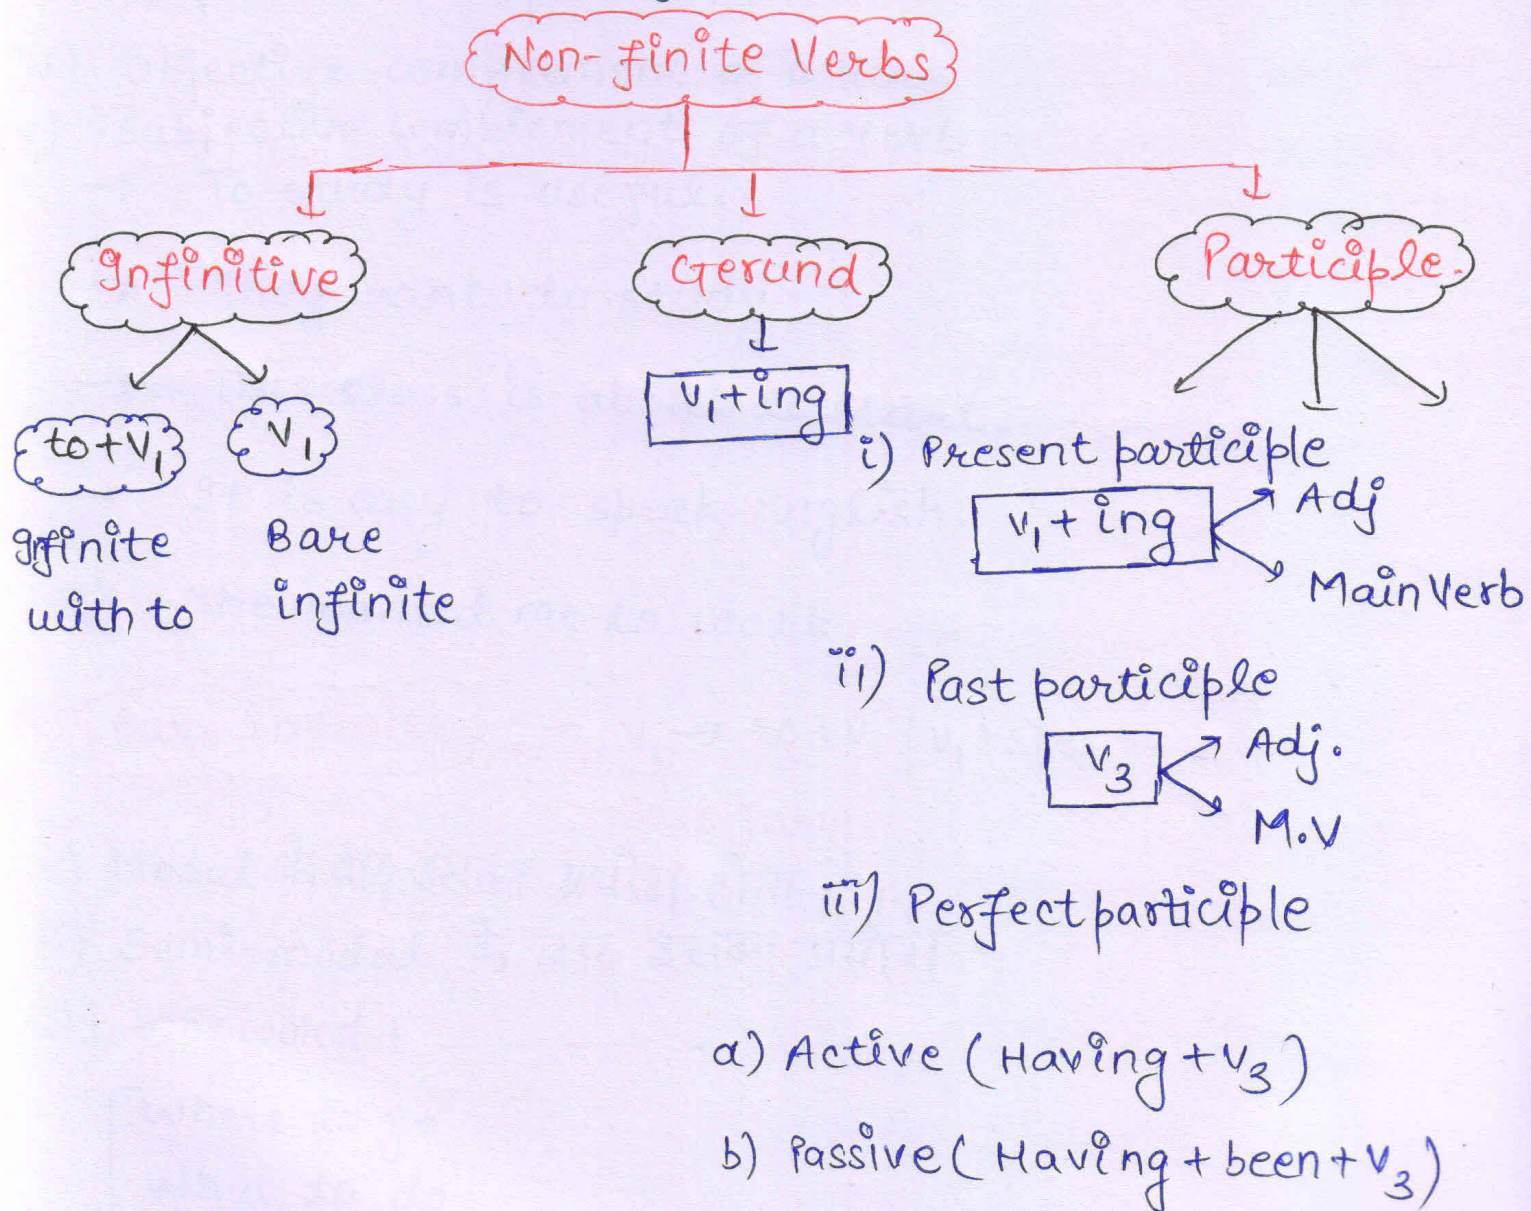 Non-finite Verbs
Infinitive
Gerund
Participle.
to+V1
V1
Infinite
with to
Bare
infinite
V1+ing
i) Present participle
V1+ing
Adj
Main Verb
ii) Past participle
V3
Adj.
M.V
iii) Perfect participle
a) Active (Having+V3)
b) Passive (Having+been+V3)